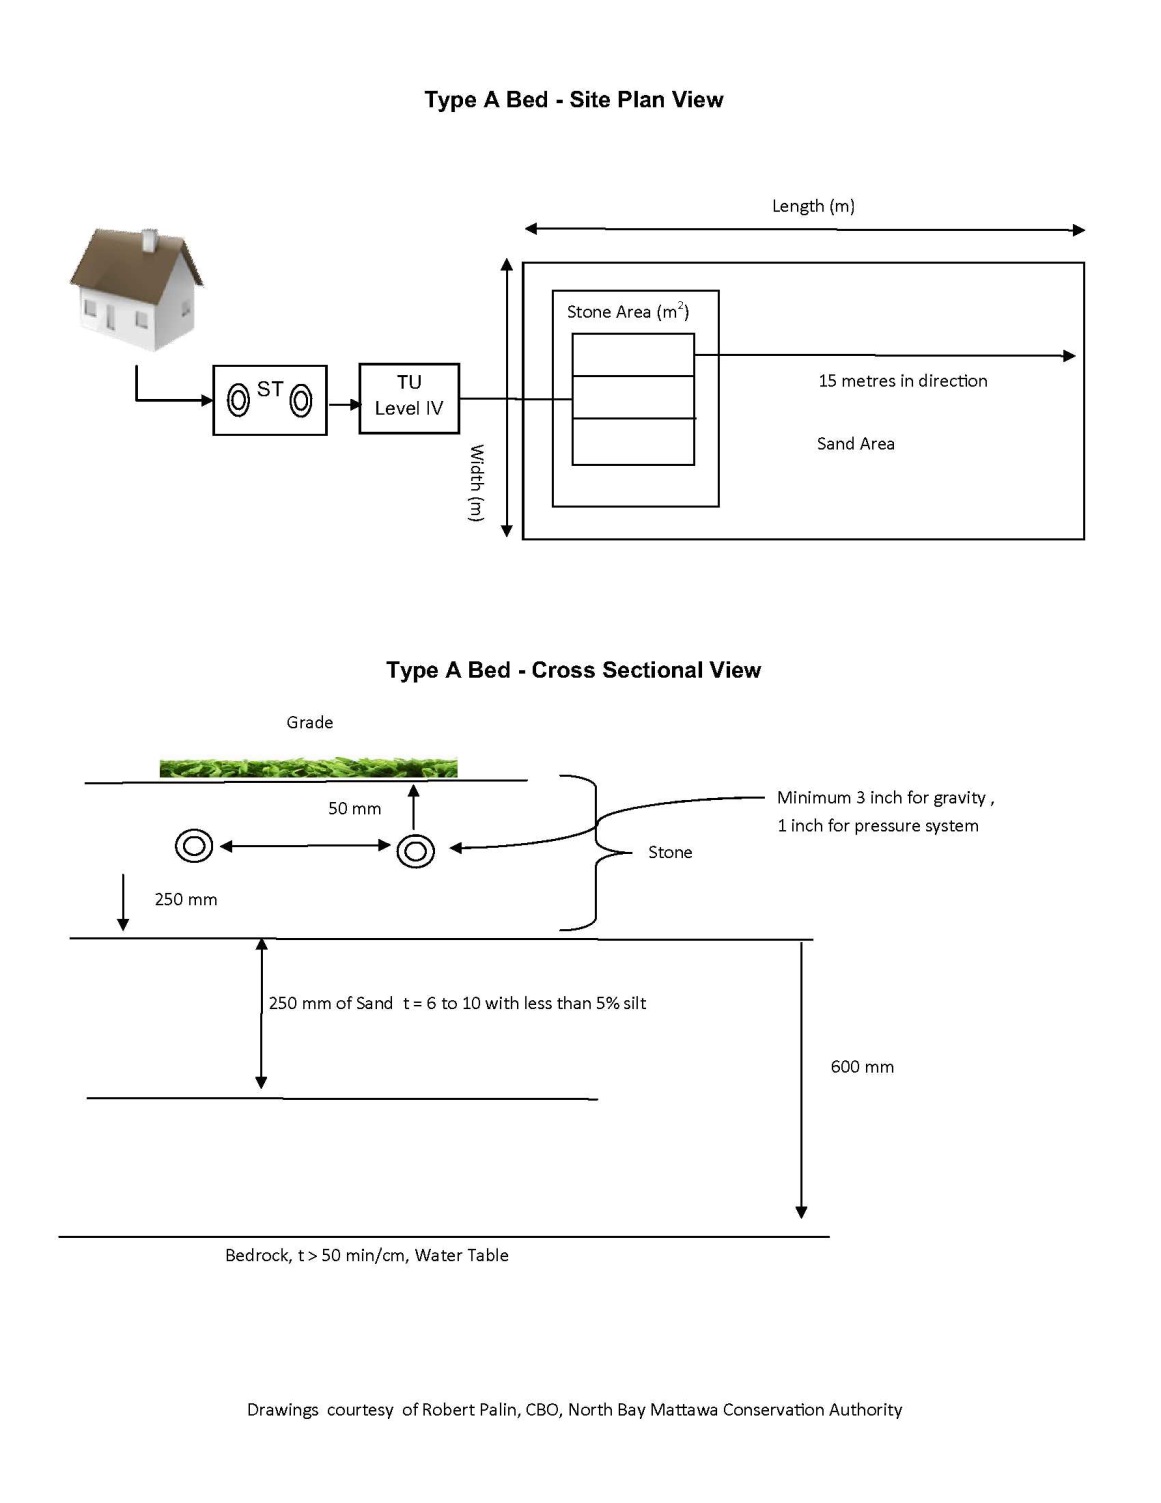 Type A Bed - Site Plan View
Length (m)
Stone Area (m²)
ST
TU
Level IV
15 metres in direction
Sand Area
Width (m)
Type A Bed - Cross Sectional View
Grade
50 mm
Minimum 3 inch for gravity ,
1 inch for pressure system
Stone
250 mm
250 mm of Sand t = 6 to 10 with less than 5% silt
600 mm
Bedrock, t > 50 min/cm, Water Table
Drawings courtesy of Robert Palin, CBO, North Bay Mattawa Conservation Authority